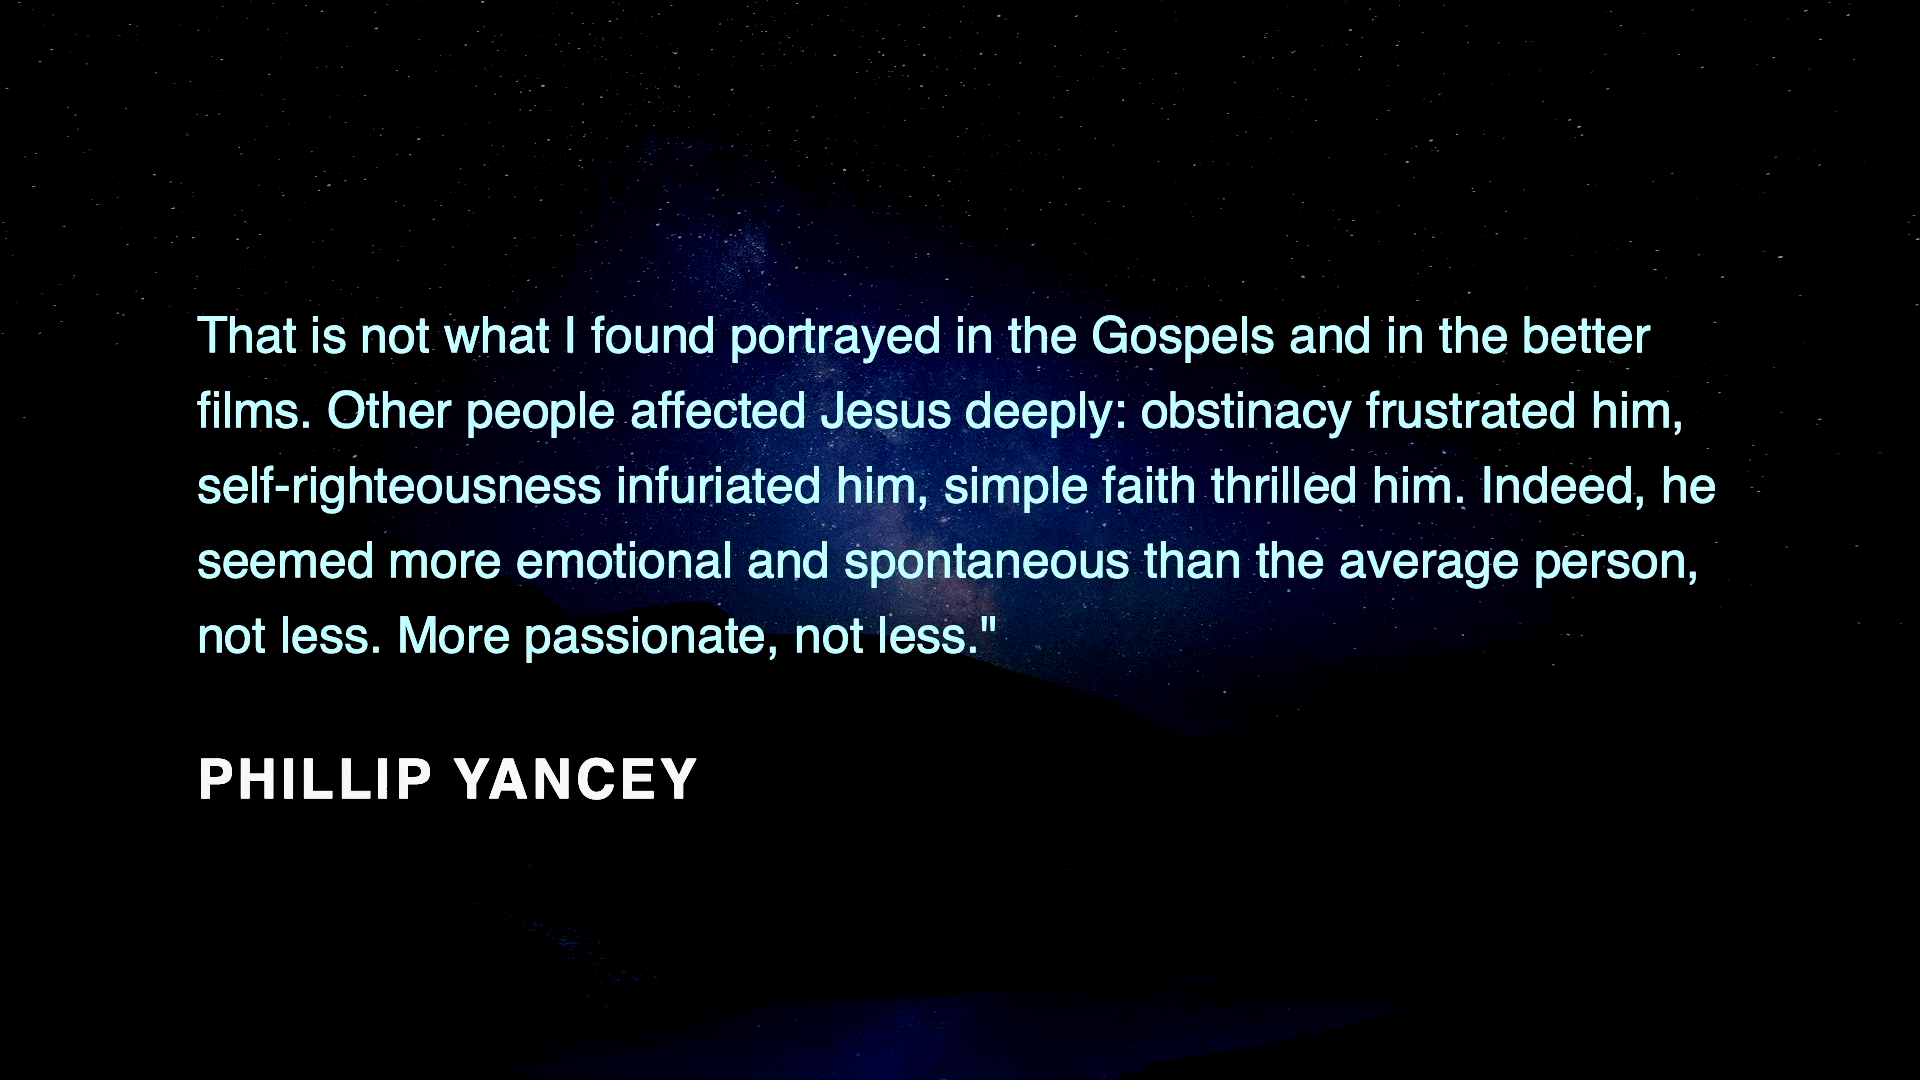 That is not what I found portrayed in the Gospels and in the better
films. Other people affected Jesus deeply: obstinacy frustrated him,
self-righteousness infuriated him, simple faith thrilled him. Indeed, he
seemed more emotional and spontaneous than the average person,
not less. More passionate, not less."
PHILLIP YANCEY